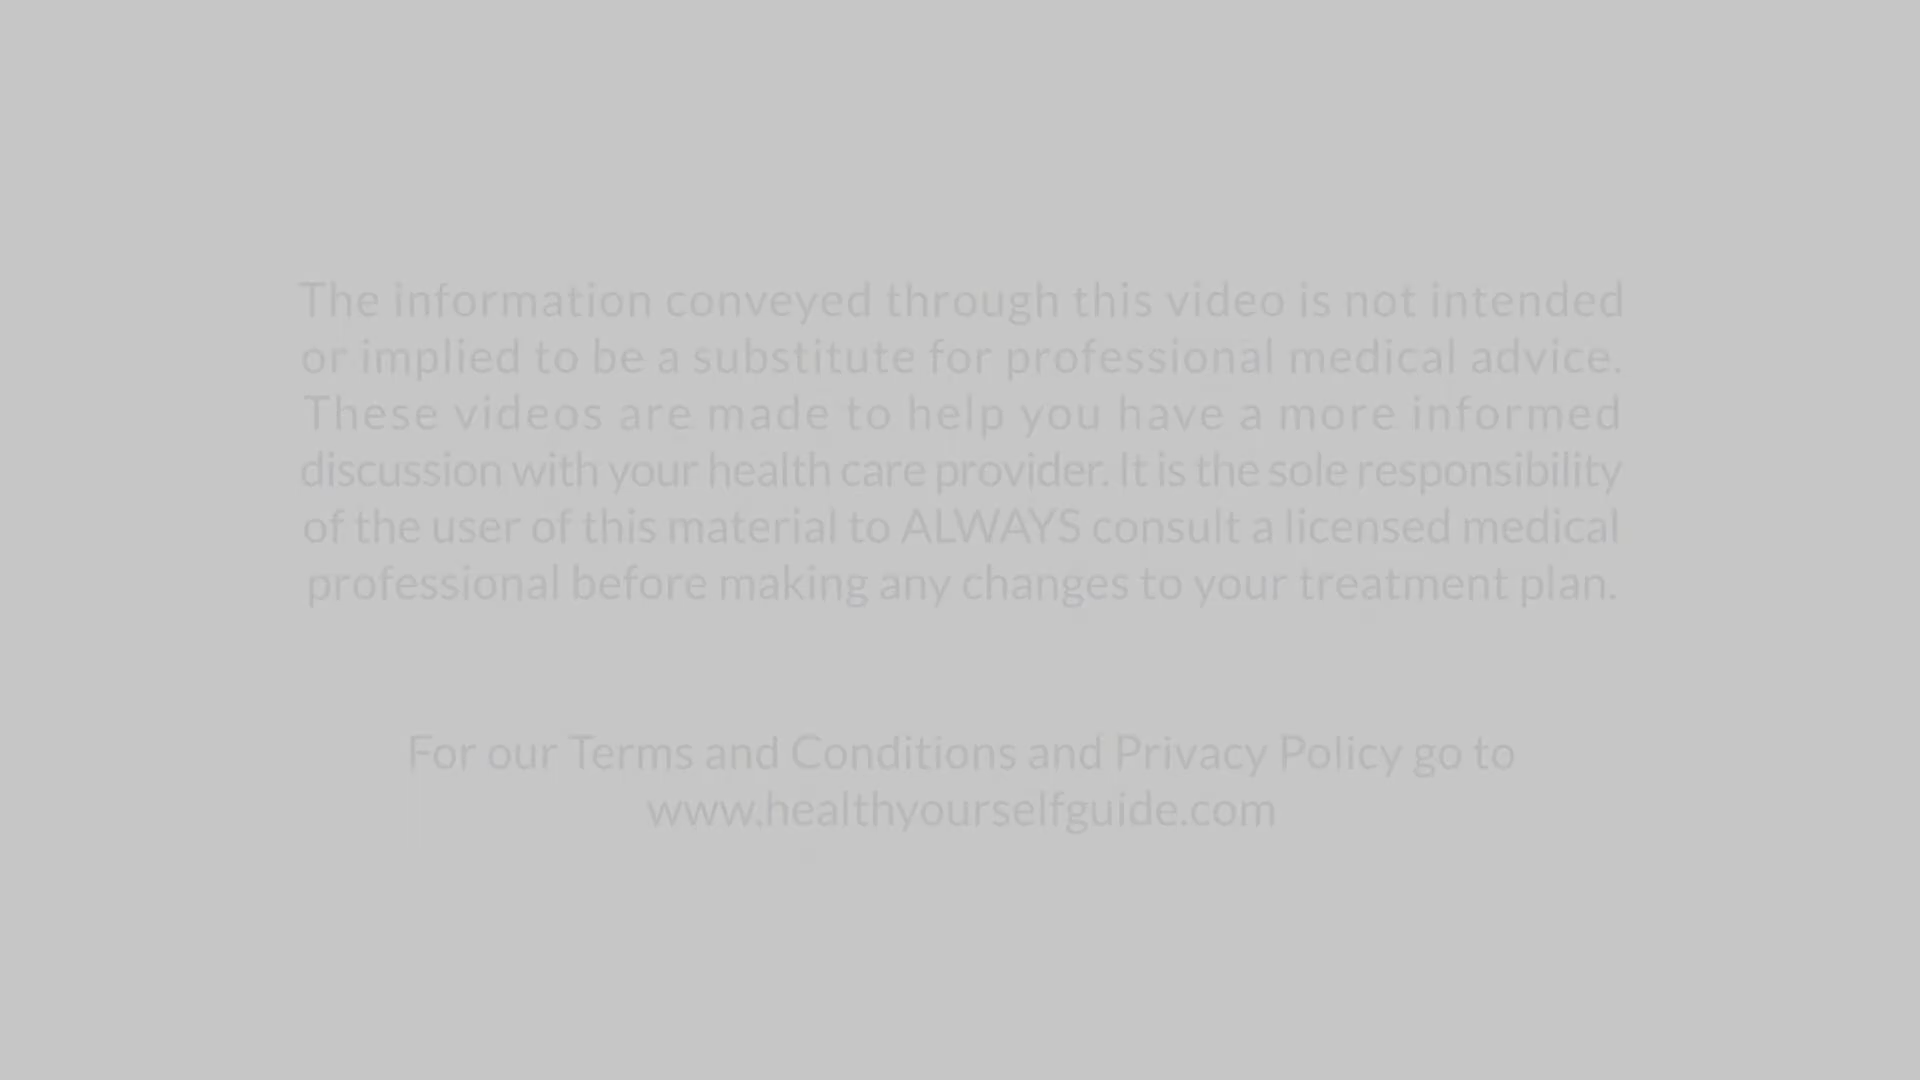 The information conveyed through this video is not intended
or implied to be a substitute for professional medical advice.
These videos are made to help you have a more informed
discussion with your health care provider. It is the sole responsibility
of the user of this material to ALWAYS consult a licensed medical
professional before making any changes to your treatment plan.
For our Terms and Conditions and Privacy Policy go to
www.healthyourselfguide.com